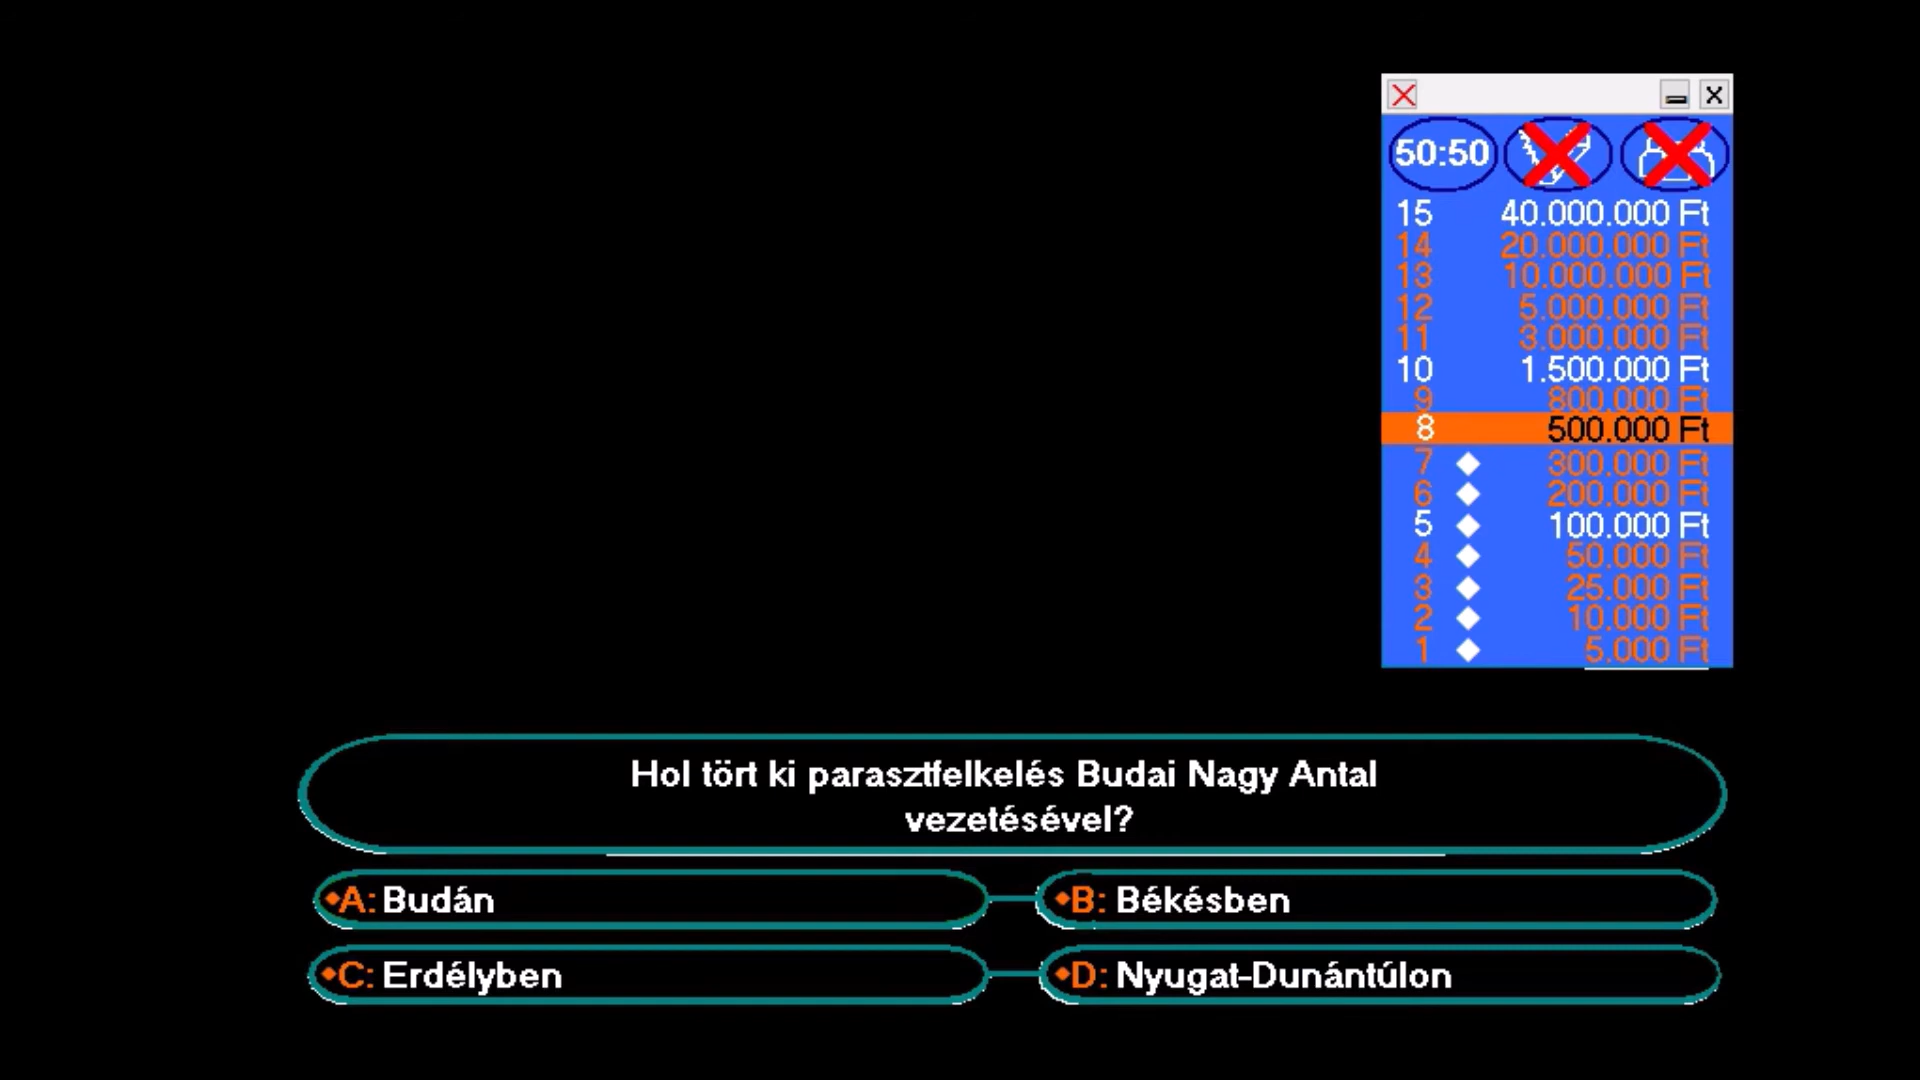 50:50
15 40.000.000 Ft
14 20.000.000 Ft
13 10.000.000 Ft
12 5.000.000 Ft
11 3.000.000 Ft
10 1.500.000 Ft
9 800.000 Ft
8 500.000 Ft
7 300.000 Ft
6 200.000 Ft
5 100.000 Ft
4 50.000 Ft
3 25.000 Ft
2 10.000 Ft
1 5.000 Ft
Hol tört ki parasztfelkelés Budai Nagy Antal
vezetésével?
A: Budán
B: Békésben
C: Erdélyben
D: Nyugat-Dunántúlon